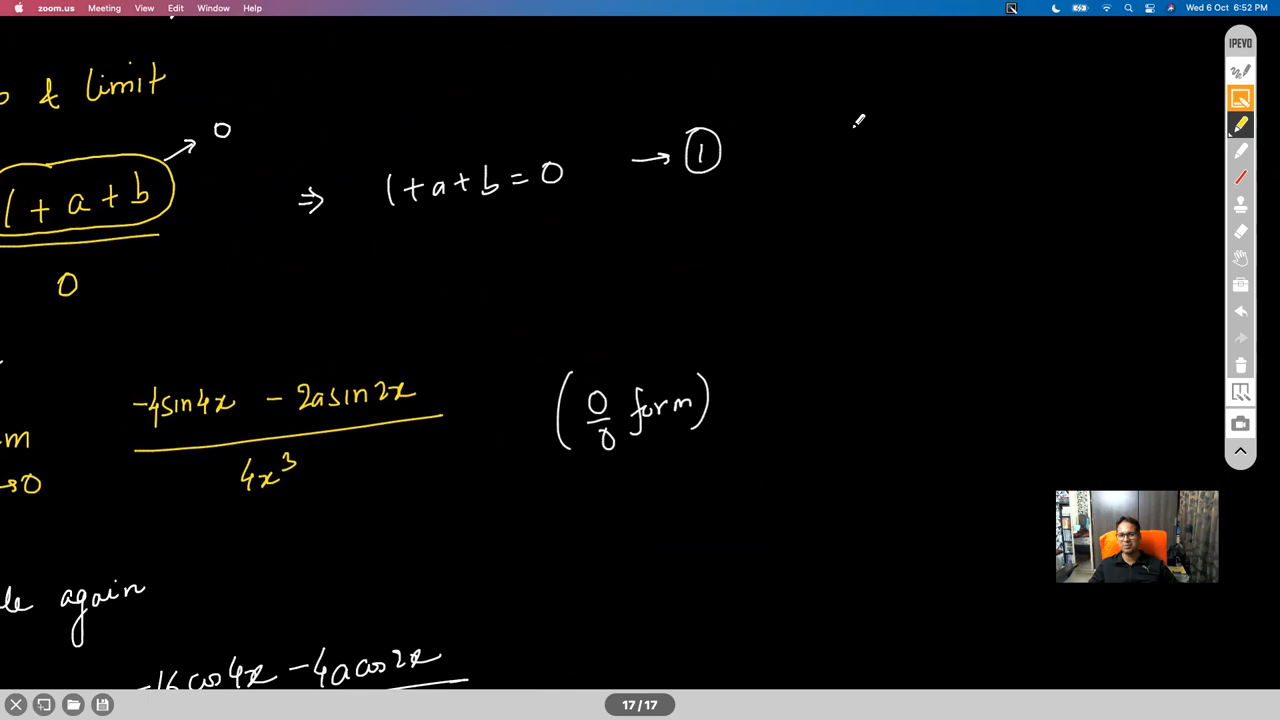 zoom.us Meeting View Edit Window Help Wed 6 Oct 6:52 PM
IPEVO
& limit
0
1 + a + b
⇒ 1 + a + b = 0 → ①
0
-4sin4x - 2asin2x
4x³
→0
(0/0 form)
again
-16cos4x - 4acos2x
17 / 17